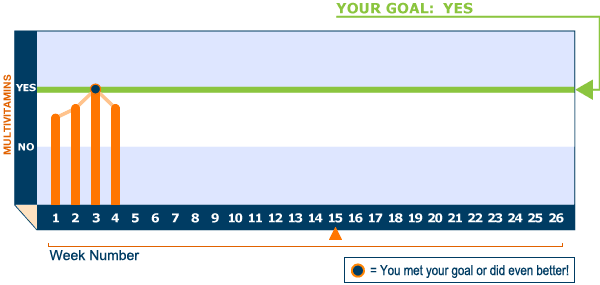 YOUR GOAL: YES
MULTIVITAMINS
YES
NO
1 2 3 4 5 6 7 8 9 10 11 12 13 14 15 16 17 18 19 20 21 22 23 24 25 26
Week Number
= You met your goal or did even better!